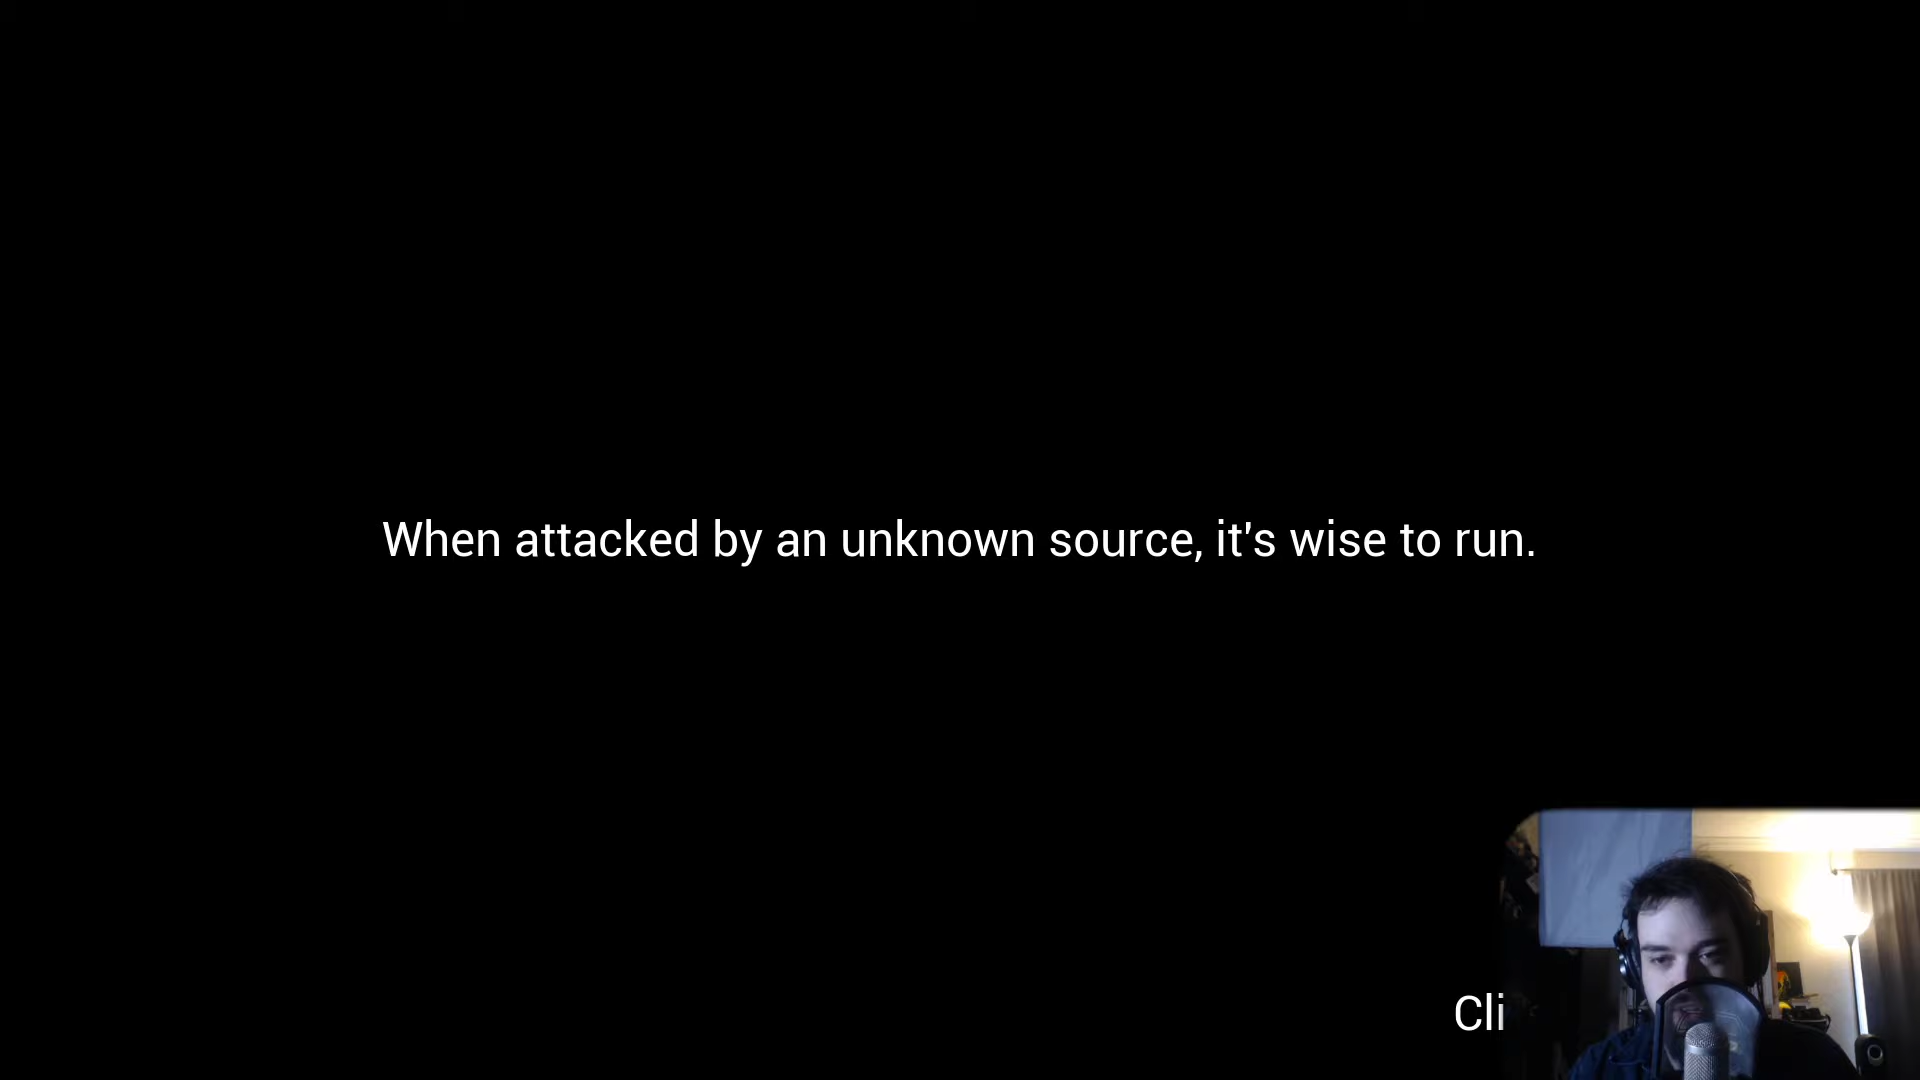 When attacked by an unknown source, it's wise to run.
Cli